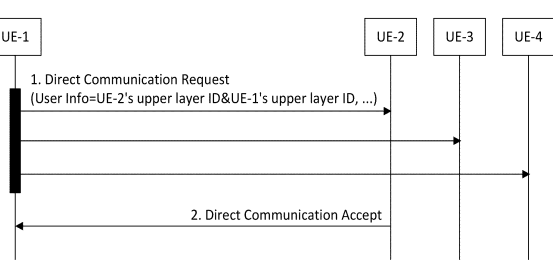 UE-1
UE-2
UE-3
UE-4
1. Direct Communication Request
(User Info=UE-2's upper layer ID&UE-1's upper layer ID, ...)
2. Direct Communication Accept